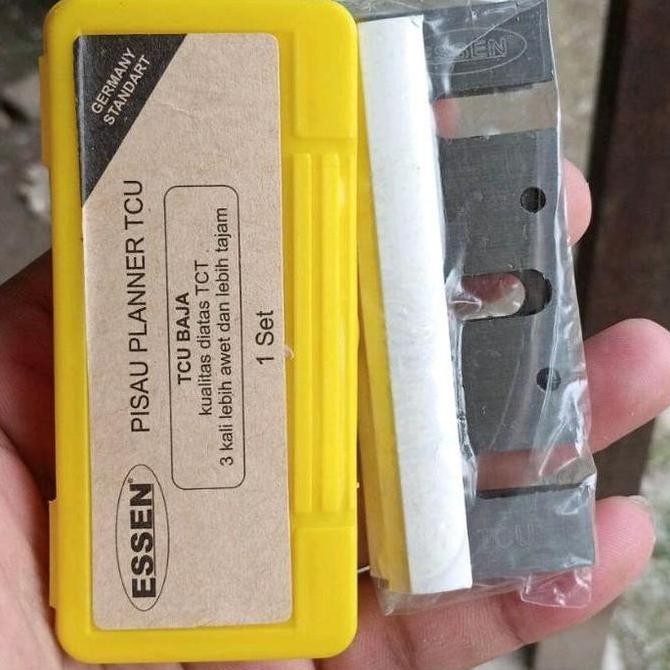 GERMANY
STANDART
ESSEN
PISAU PLANNER TCU
TCU BAJA
kualitas diatas TCT
3 kali lebih awet dan lebih tajam
1 Set
ESSEN
TCU